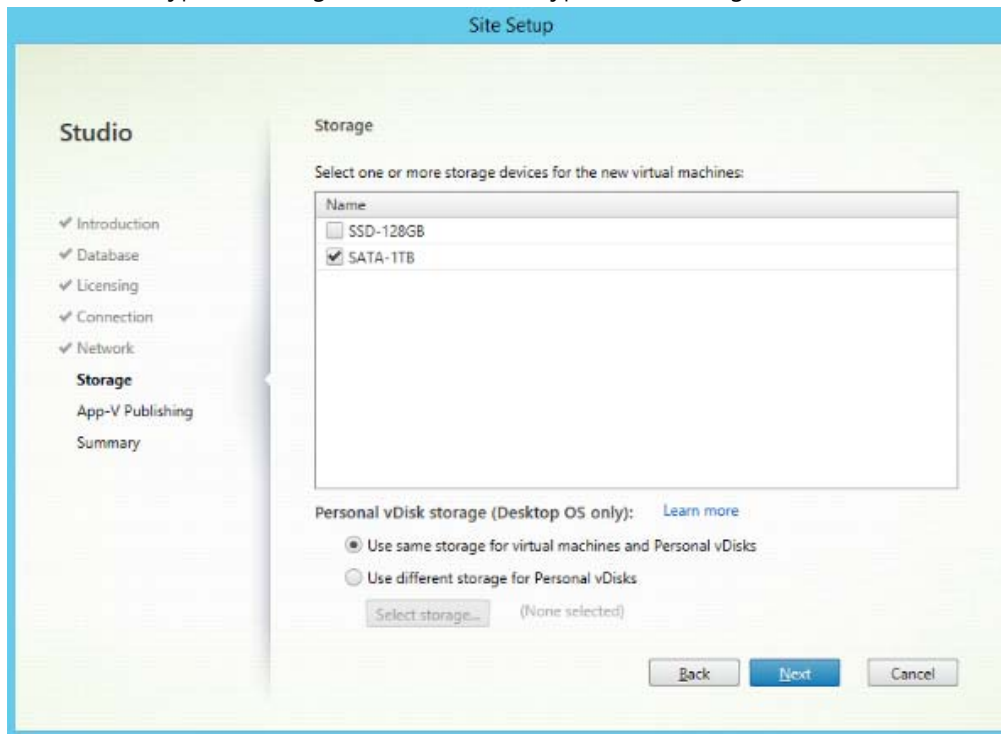 Site Setup
Studio
Introduction
Database
Licensing
Connection
Network
Storage
App-V Publishing
Summary
Storage
Select one or more storage devices for the new virtual machines:
Name
SSD-128GB
SATA-1TB
Personal vDisk storage (Desktop OS only): Learn more
Use same storage for virtual machines and Personal vDisks
Use different storage for Personal vDisks
Select storage... (None selected)
Back Next Cancel